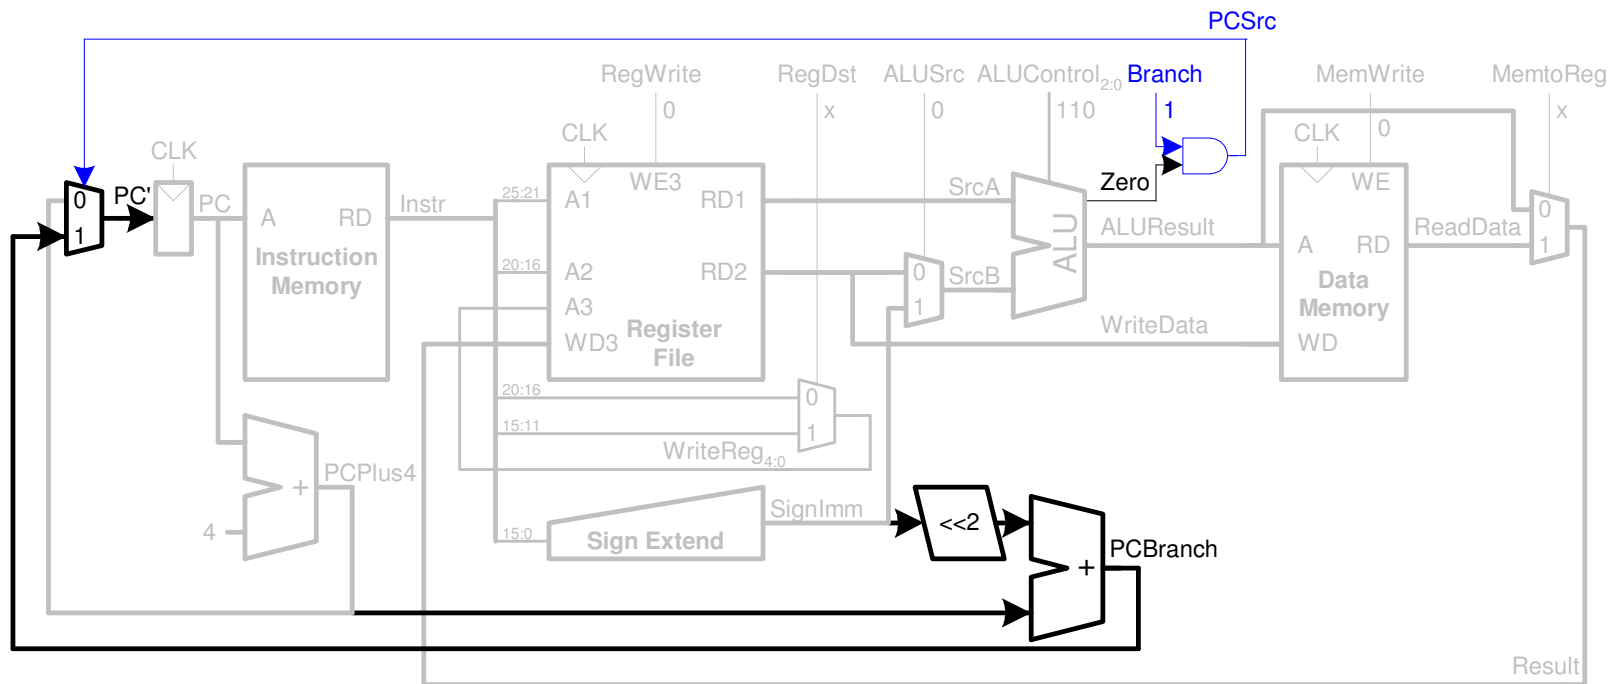 PCSrc
RegWrite RegDst ALUSrc ALUControl2:0 Branch MemWrite MemtoReg
0 x 0 110 1 0 x
CLK CLK CLK
CLK
25:21 WE3 SrcA Zero WE
0 PC' PC A RD Instr A1 RD1 ALU ALUResult A RD ReadData 0
1 1
Instruction
Memory
20:16 A2 RD2 0 SrcB
1
Data
Memory
A3
Register
File
WD3 WriteData WD
20:16 0
15:11 1
WriteReg4:0
PCPlus4
+
4
15:0 Sign Extend SignImm <<2
PCBranch
+
Result